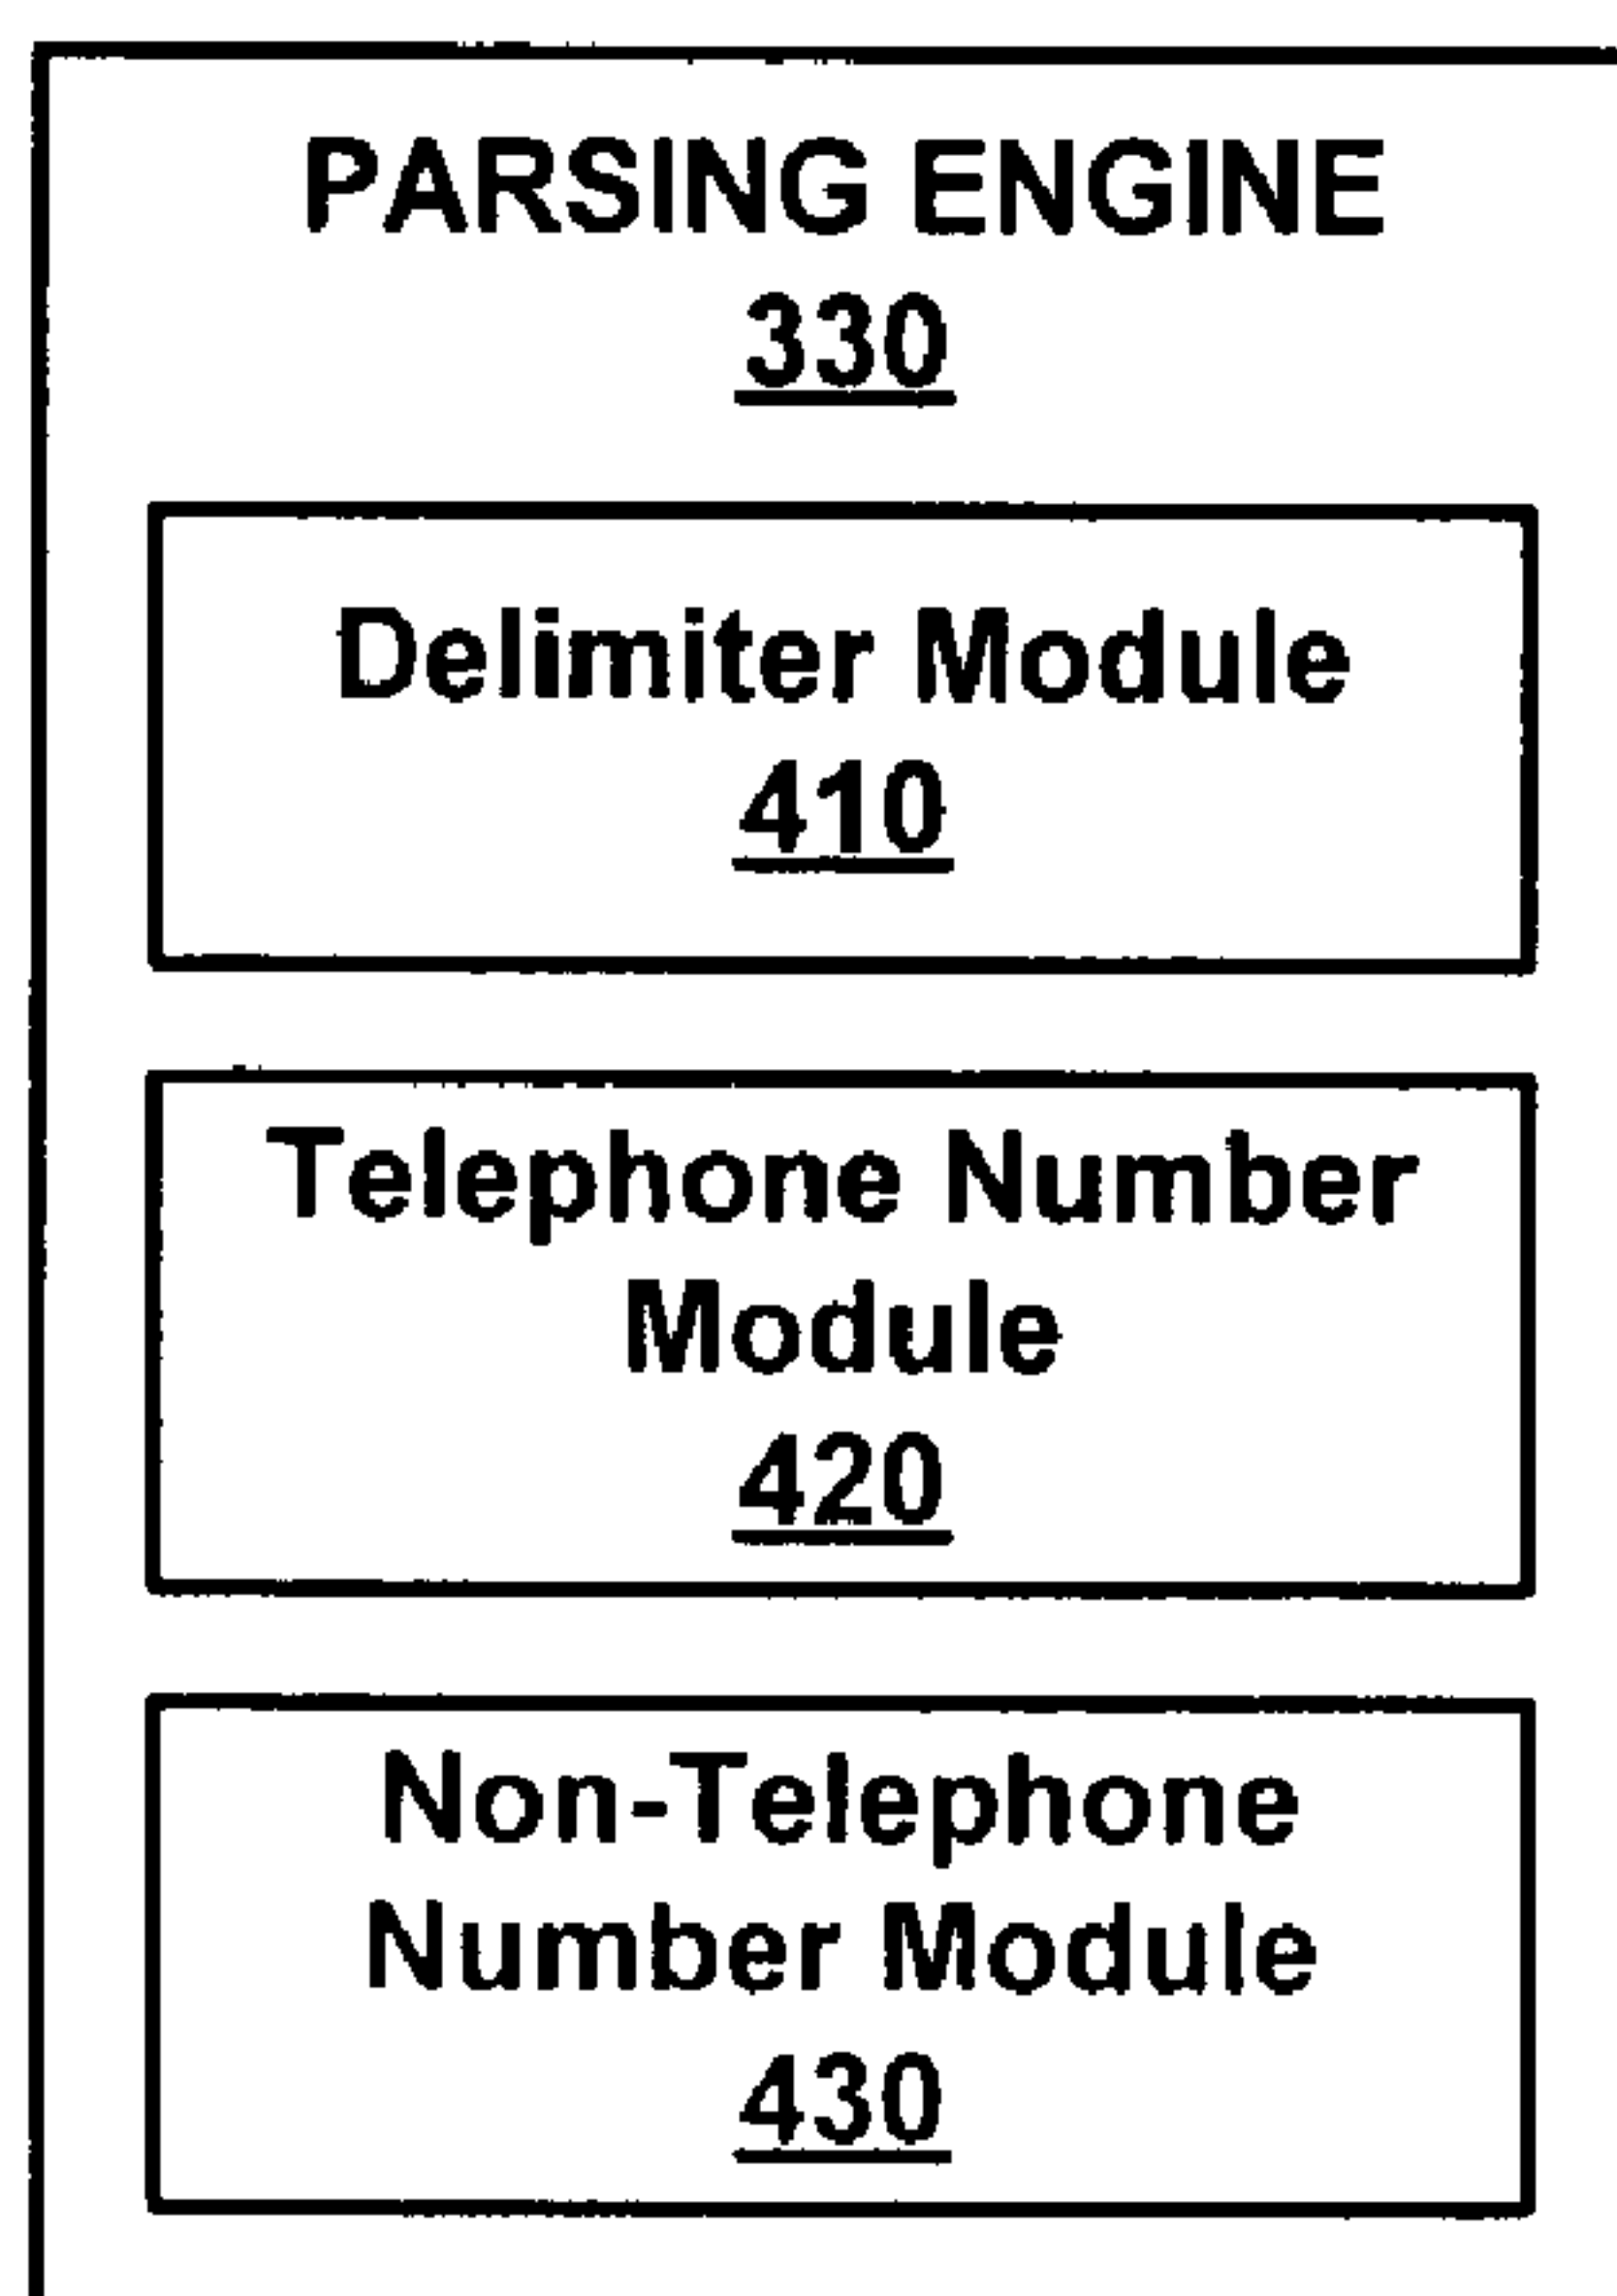 PARSING ENGINE
330
Delimiter Module
410
Telephone Number
Module
420
Non-Telephone
Number Module
430